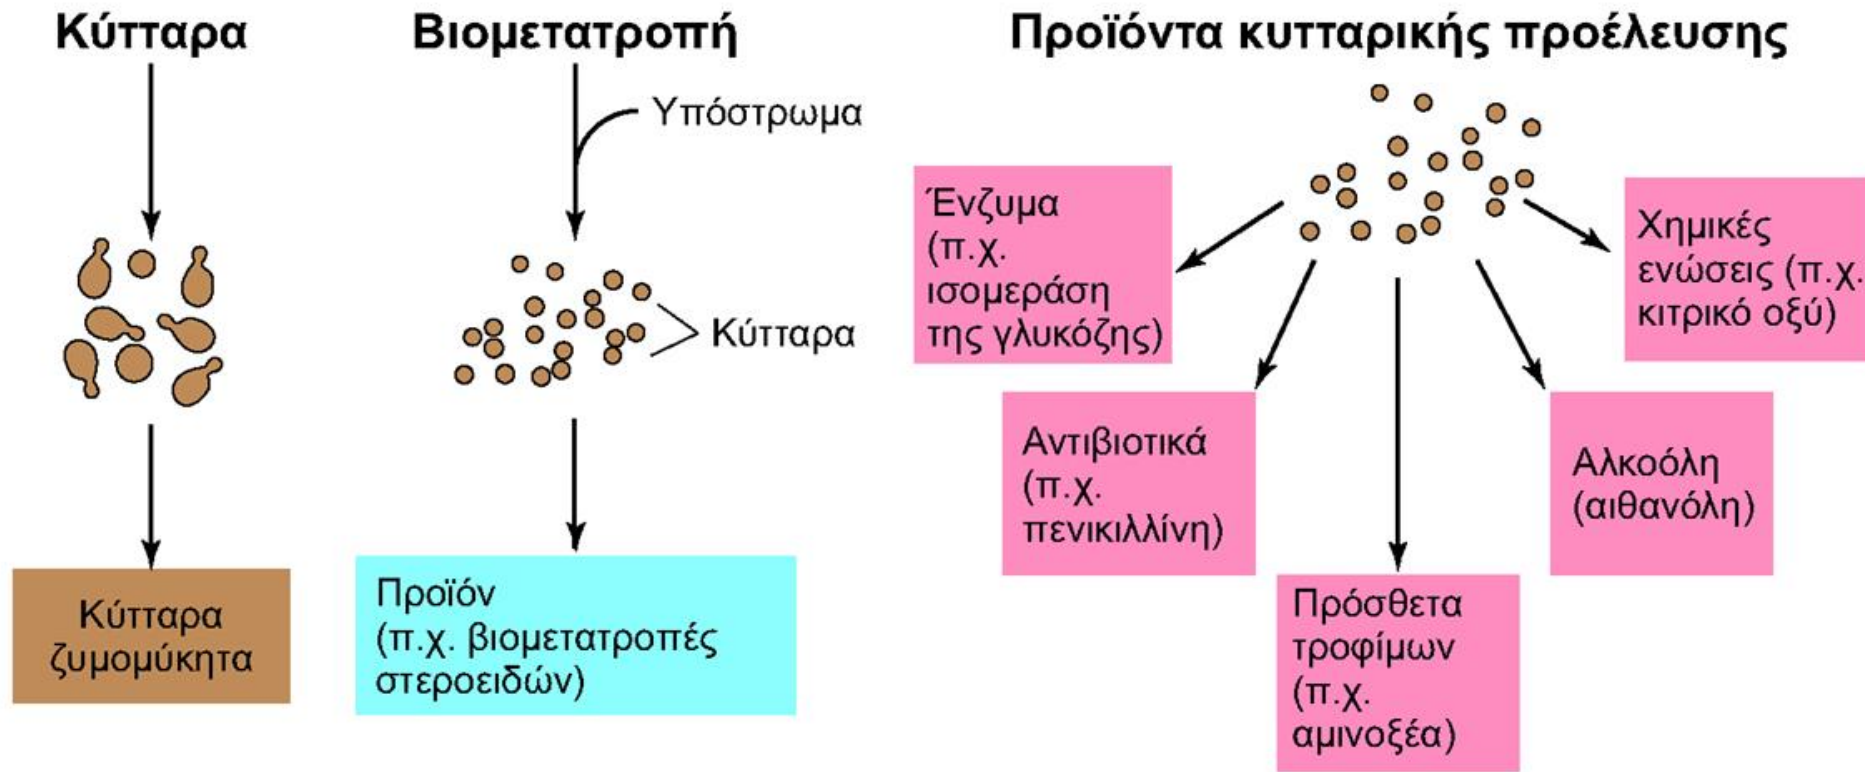 Κύτταρα
Βιομετατροπή
Προϊόντα κυτταρικής προέλευσης
Υπόστρωμα
Κύτταρα
Κύτταρα
ζυμομύκητα
Προϊόν
(π.χ. βιομετατροπές
στεροειδών)
Ένζυμα
(π.χ.
ισομεράση
της γλυκόζης)
Αντιβιοτικά
(π.χ.
πενικιλλίνη)
Πρόσθετα
τροφίμων
(π.χ.
αμινοξέα)
Αλκοόλη
(αιθανόλη)
Χημικές
ενώσεις (π.χ.
κιτρικό οξύ)